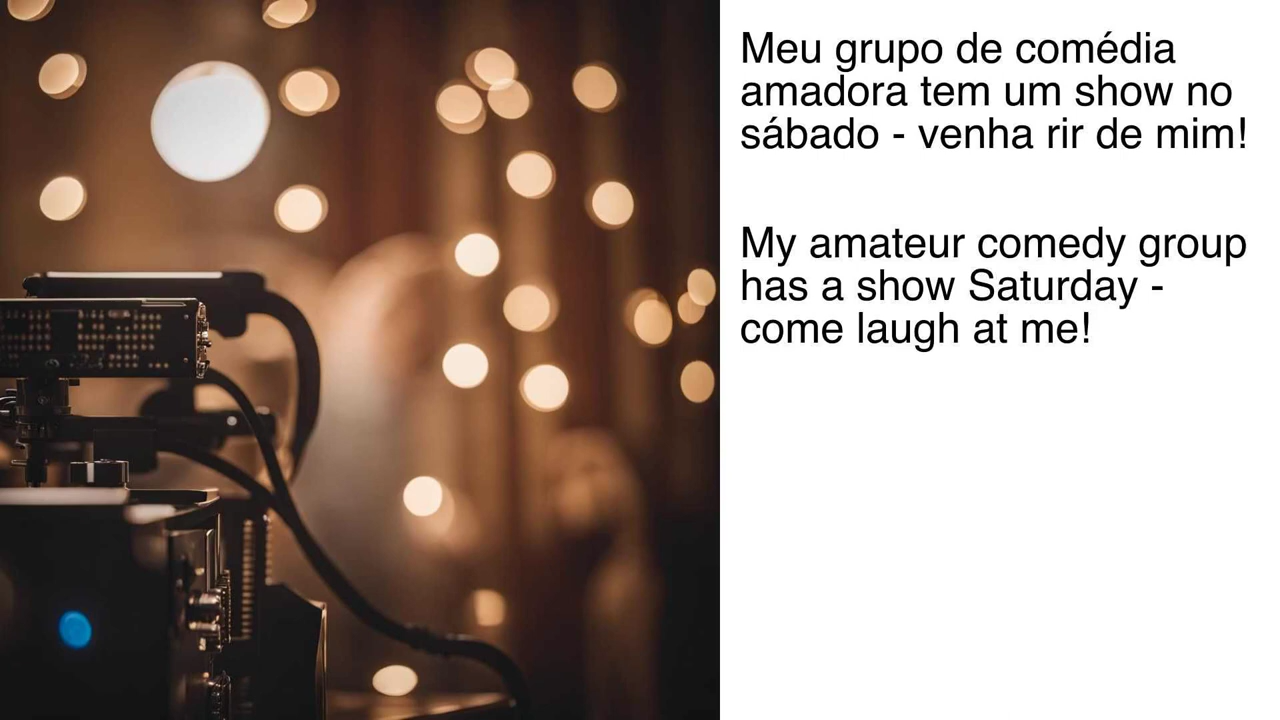 Meu grupo de comédia
amadora tem um show no
sábado - venha rir de mim!
My amateur comedy group
has a show Saturday -
come laugh at me!